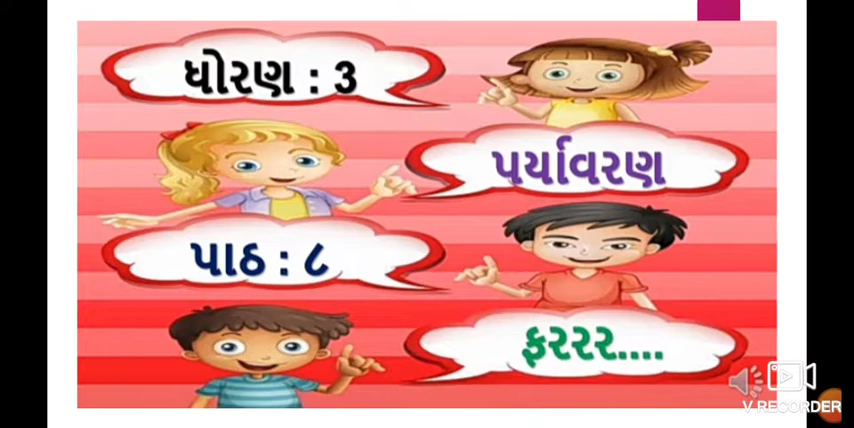 ધોરણ : 3
પર્યાવરણ
પાઠ : ૮
ફરરર....
V RECORDER